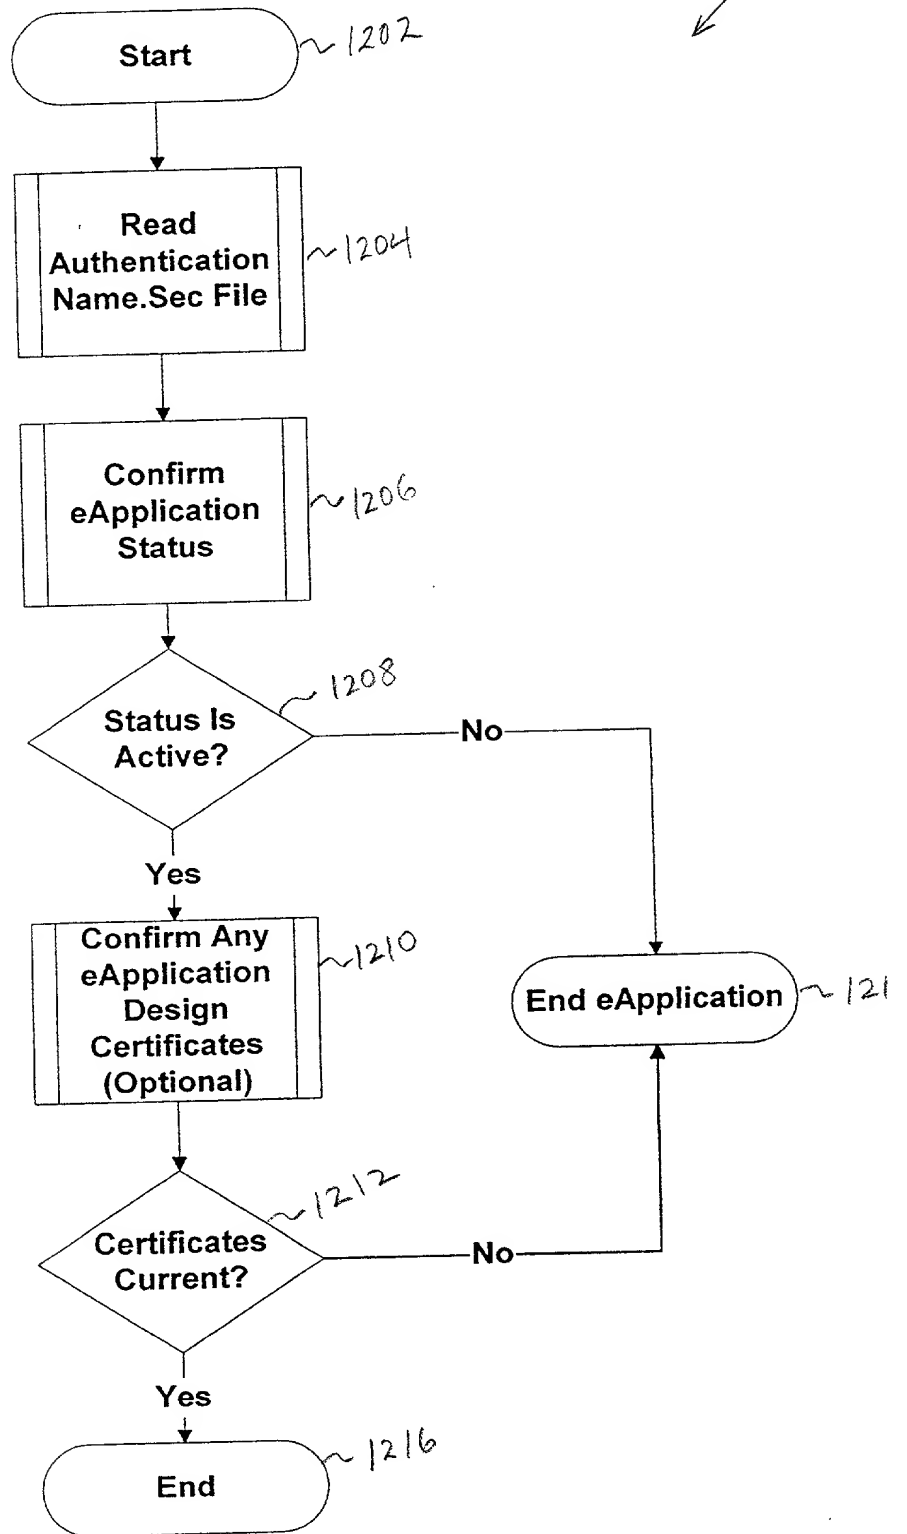 Start
1202
Read
Authentication
Name.Sec File
1204
Confirm
eApplication
Status
1206
Status Is
Active?
1208
No
Yes
Confirm Any
eApplication
Design
Certificates
(Optional)
1210
End eApplication
121
Certificates
Current?
1212
No
Yes
End
1216